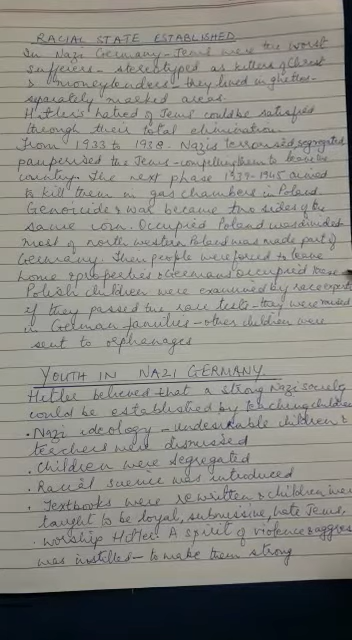 RACIAL STATE ESTABLISHED
In Nazi Germany - Jews were the worst
sufferers - stereotyped as killers of Christ
& moneylenders - they lived in ghettos -
separately marked areas.
Hitler's hatred of Jews could be satisfied
through their total elimination.
From 1933 to 1938. Nazis terrorised, segregated
pauperised the Jews - compelling them to leave the
country. The next phase 1939-1945 aimed
to kill them in gas chambers in Poland.
Genocide & war became two sides of the
same coin. Occupied Poland was divided
most of north western Poland was made part of
Germany. Then people were forced to leave
home & properties & Germans occupied these
Polish children were examined by race experts
if they passed the race tests - they were raised
in German families - other children were
sent to orphanages
YOUTH IN NAZI GERMANY
Hitler believed that a strong Nazi society
could be established by teaching children
• Nazi ideology - undesirable children &
teachers were dismissed
• Children were segregated
• Racial science was introduced
• Textbooks were rewritten & children were
taught to be loyal, submissive, hate Jews,
• worship Hitler. A spirit of violence & aggres
was instilled - to make them strong